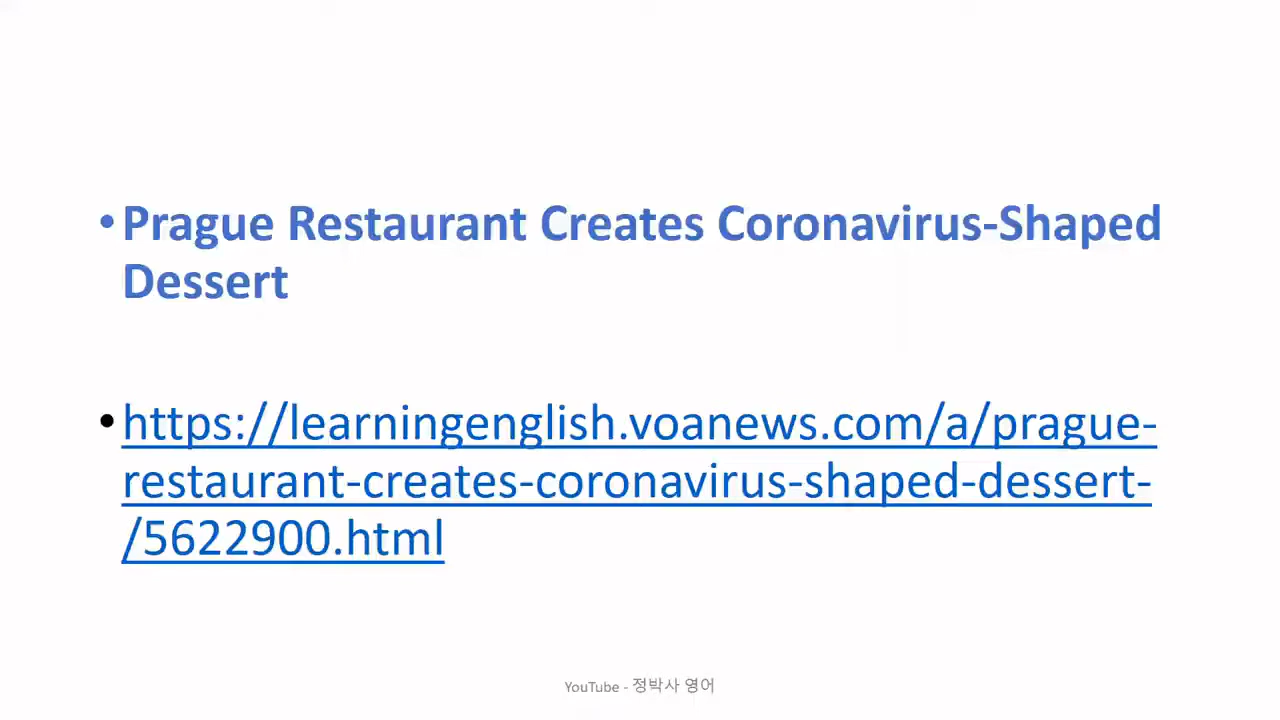 • Prague Restaurant Creates Coronavirus-Shaped
Dessert
• https://learningenglish.voanews.com/a/prague-
restaurant-creates-coronavirus-shaped-dessert-
/5622900.html
YouTube - 정박사 영어